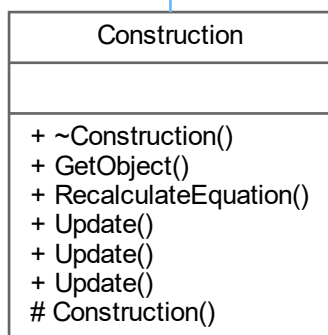 Construction
+ ~Construction()
+ GetObject()
+ RecalculateEquation()
+ Update()
+ Update()
+ Update()
# Construction()